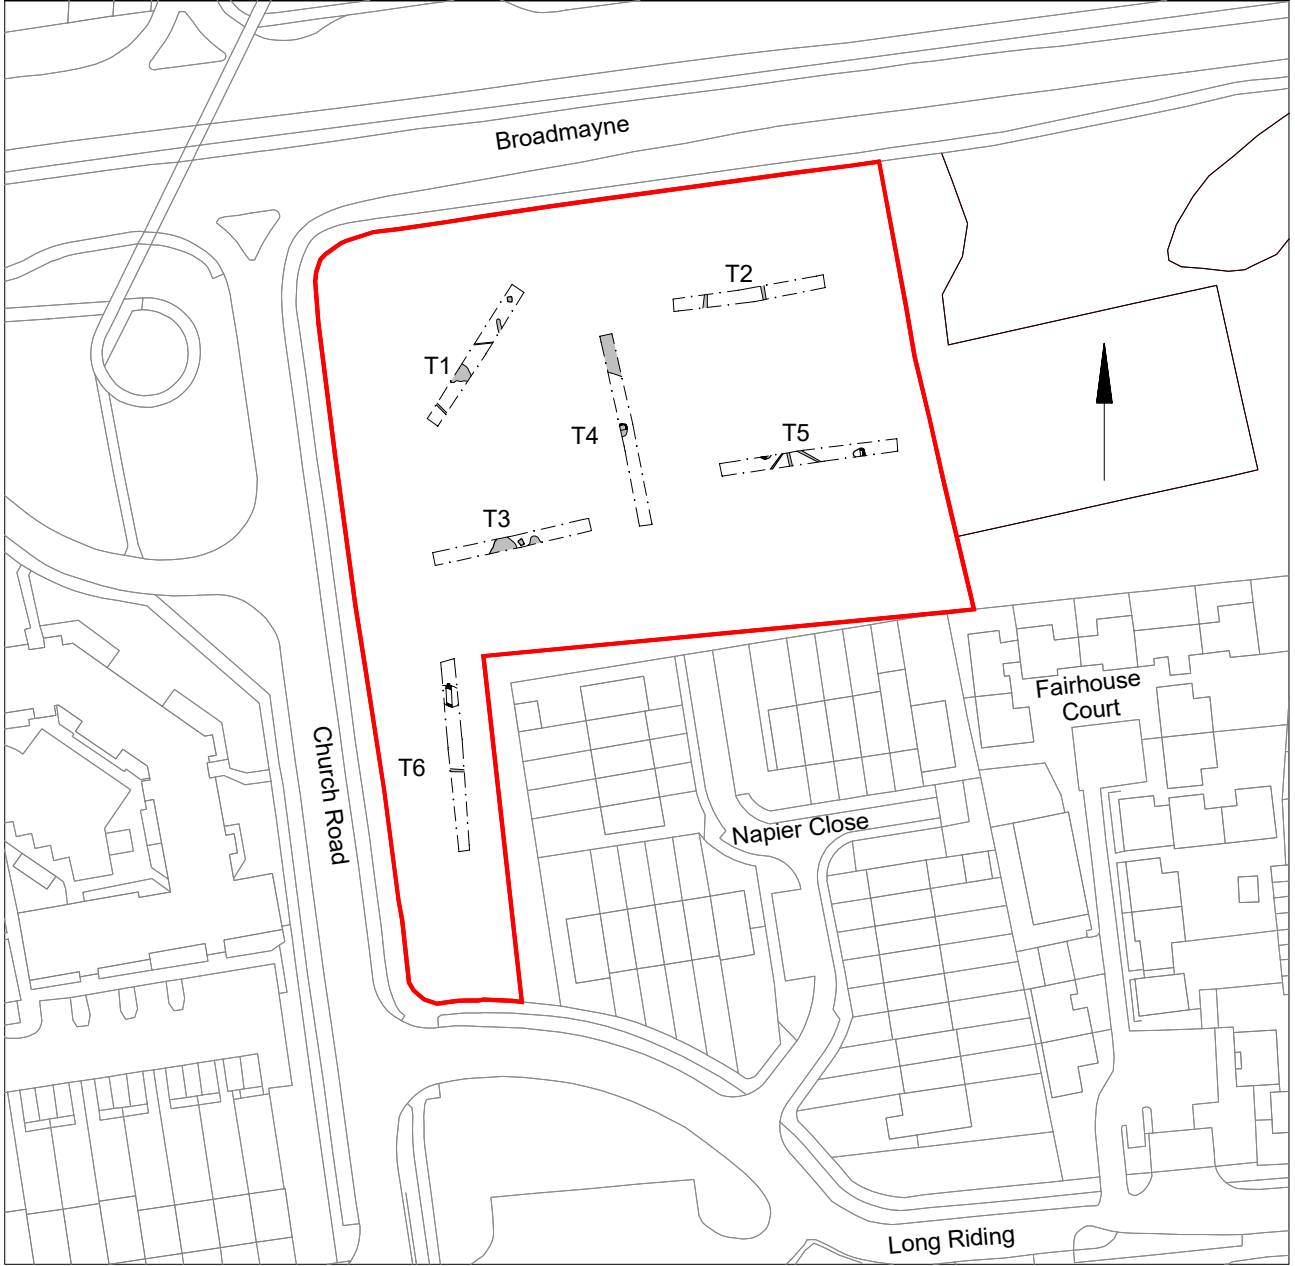 Broadmayne
T2
T1
T4
T5
T3
Fairhouse
Court
Church Road
T6
Napier Close
Long Riding